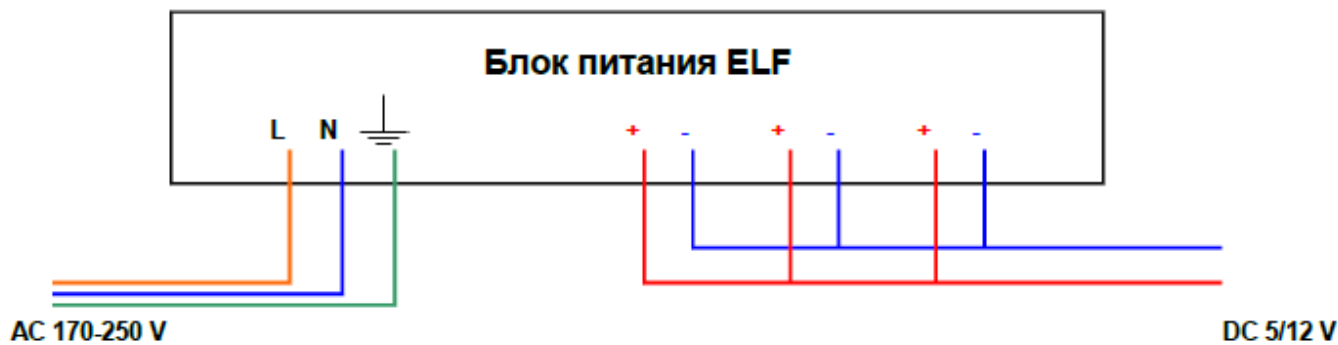 Блок питания ELF
L N + - + - + -
AC 170-250 V
DC 5/12 V